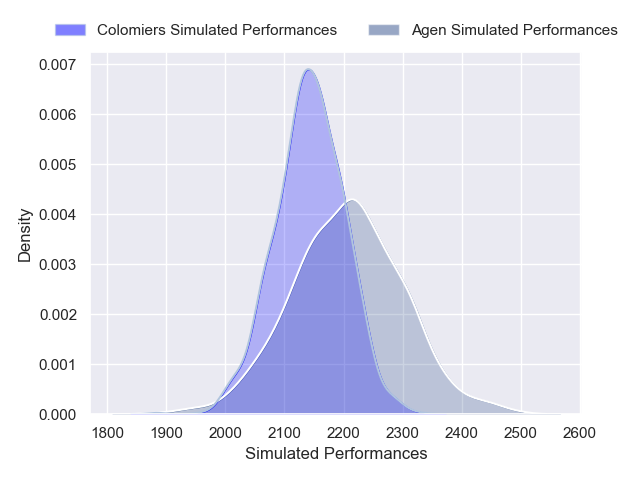 Colomiers Simulated Performances Agen Simulated Performances
0.007
0.006
0.005
0.004
0.003
0.002
0.001
0.000
Density
1800 1900 2000 2100 2200 2300 2400 2500 2600
Simulated Performances